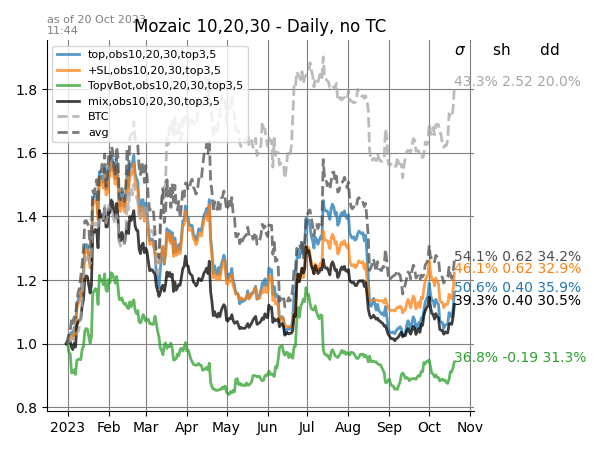 as of 20 Oct 2023
11:44
Mozaic 10,20,30 - Daily, no TC
σ sh dd
top,obs10,20,30,top3,5
+SL,obs10,20,30,top3,5
TopvBot,obs10,20,30,top3,5
mix,obs10,20,30,top3,5
BTC
avg
43.3% 2.52 20.0%
54.1% 0.62 34.2%
46.1% 0.62 32.9%
50.6% 0.40 35.9%
39.3% 0.40 30.5%
36.8% -0.19 31.3%
1.8
1.6
1.4
1.2
1.0
0.8
2023 Feb Mar Apr May Jun Jul Aug Sep Oct Nov